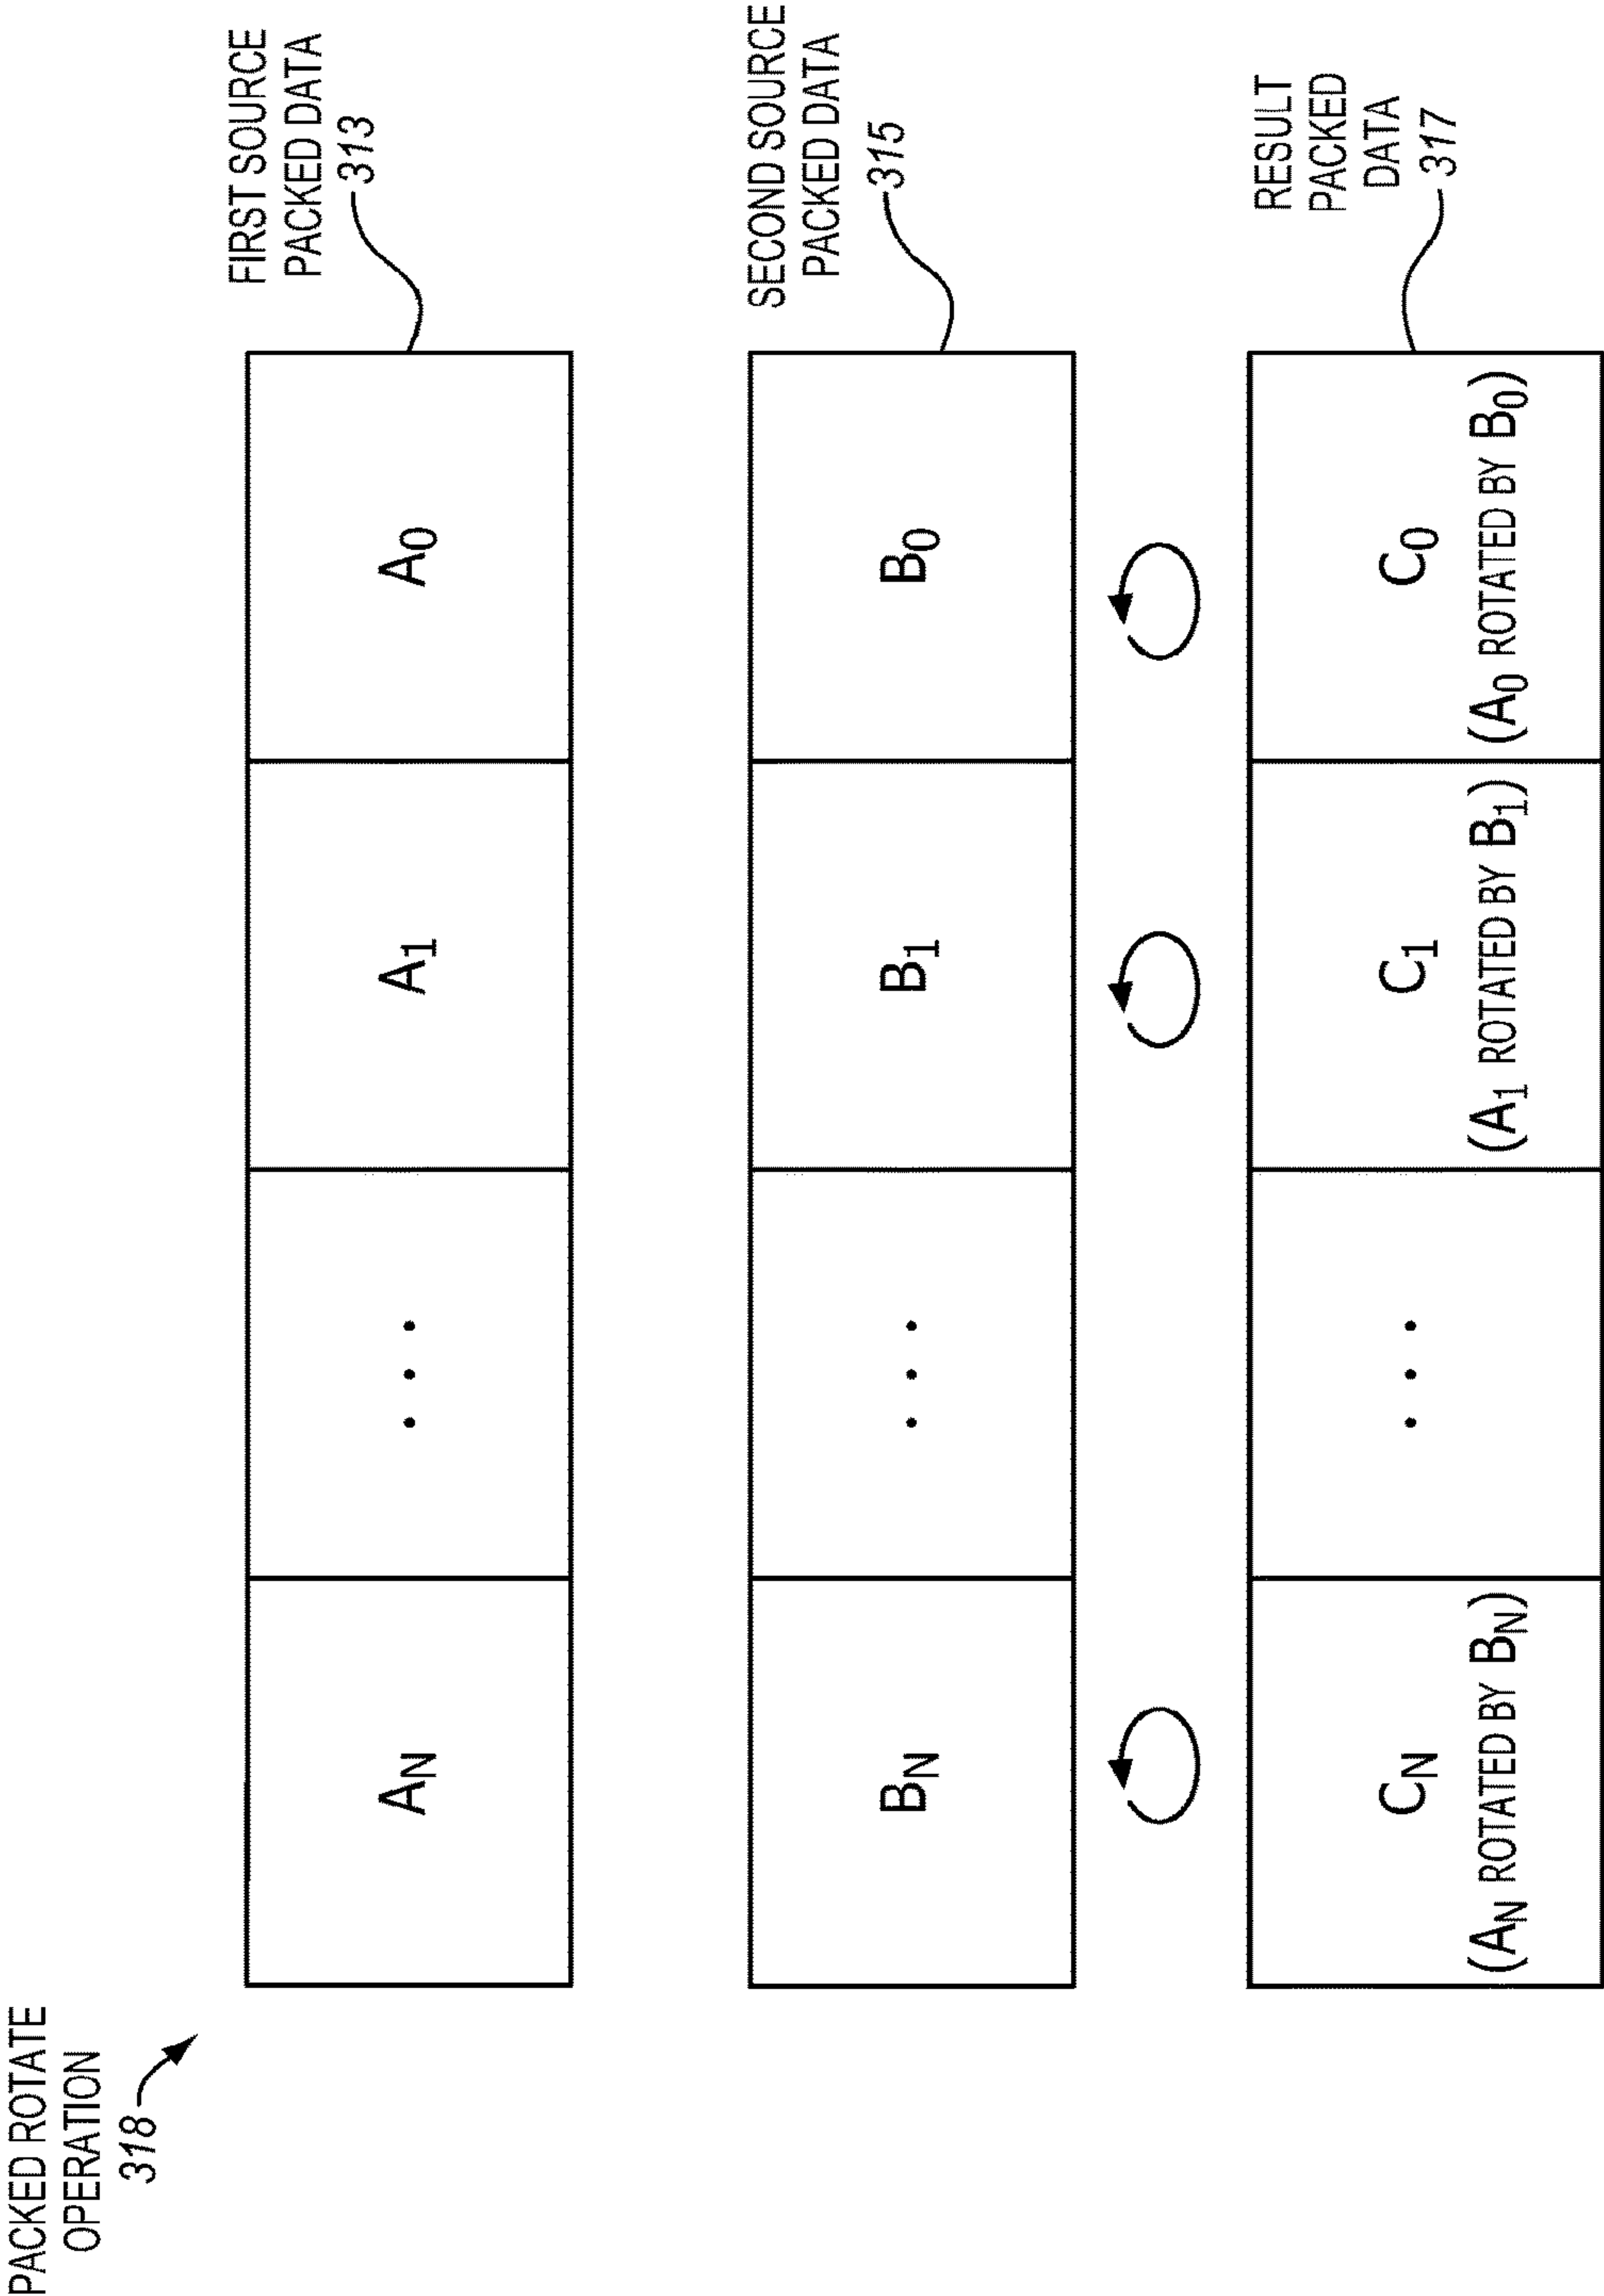 PACKED ROTATE
OPERATION
318
FIRST SOURCE
PACKED DATA
313
AN
...
A1
A0
SECOND SOURCE
PACKED DATA
315
BN
...
B1
B0
RESULT
PACKED
DATA
317
CN
(AN ROTATED BY BN)
...
C1
(A1 ROTATED BY B1)
C0
(A0 ROTATED BY B0)